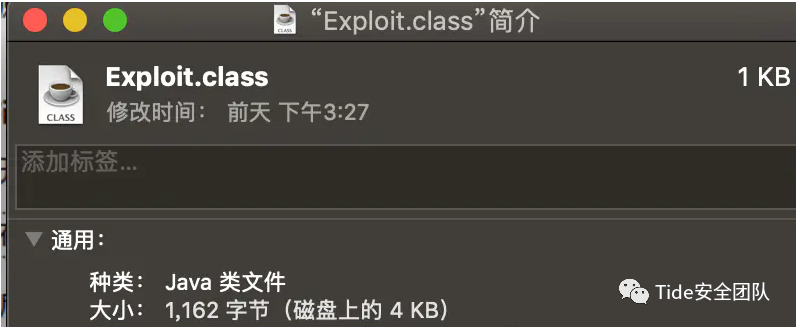 “Exploit.class”简介
Exploit.class 1 KB
修改时间： 前天 下午3:27
CLASS
添加标签...
通用：
种类： Java 类文件
大小： 1,162 字节（磁盘上的 4 KB）
Tide安全团队